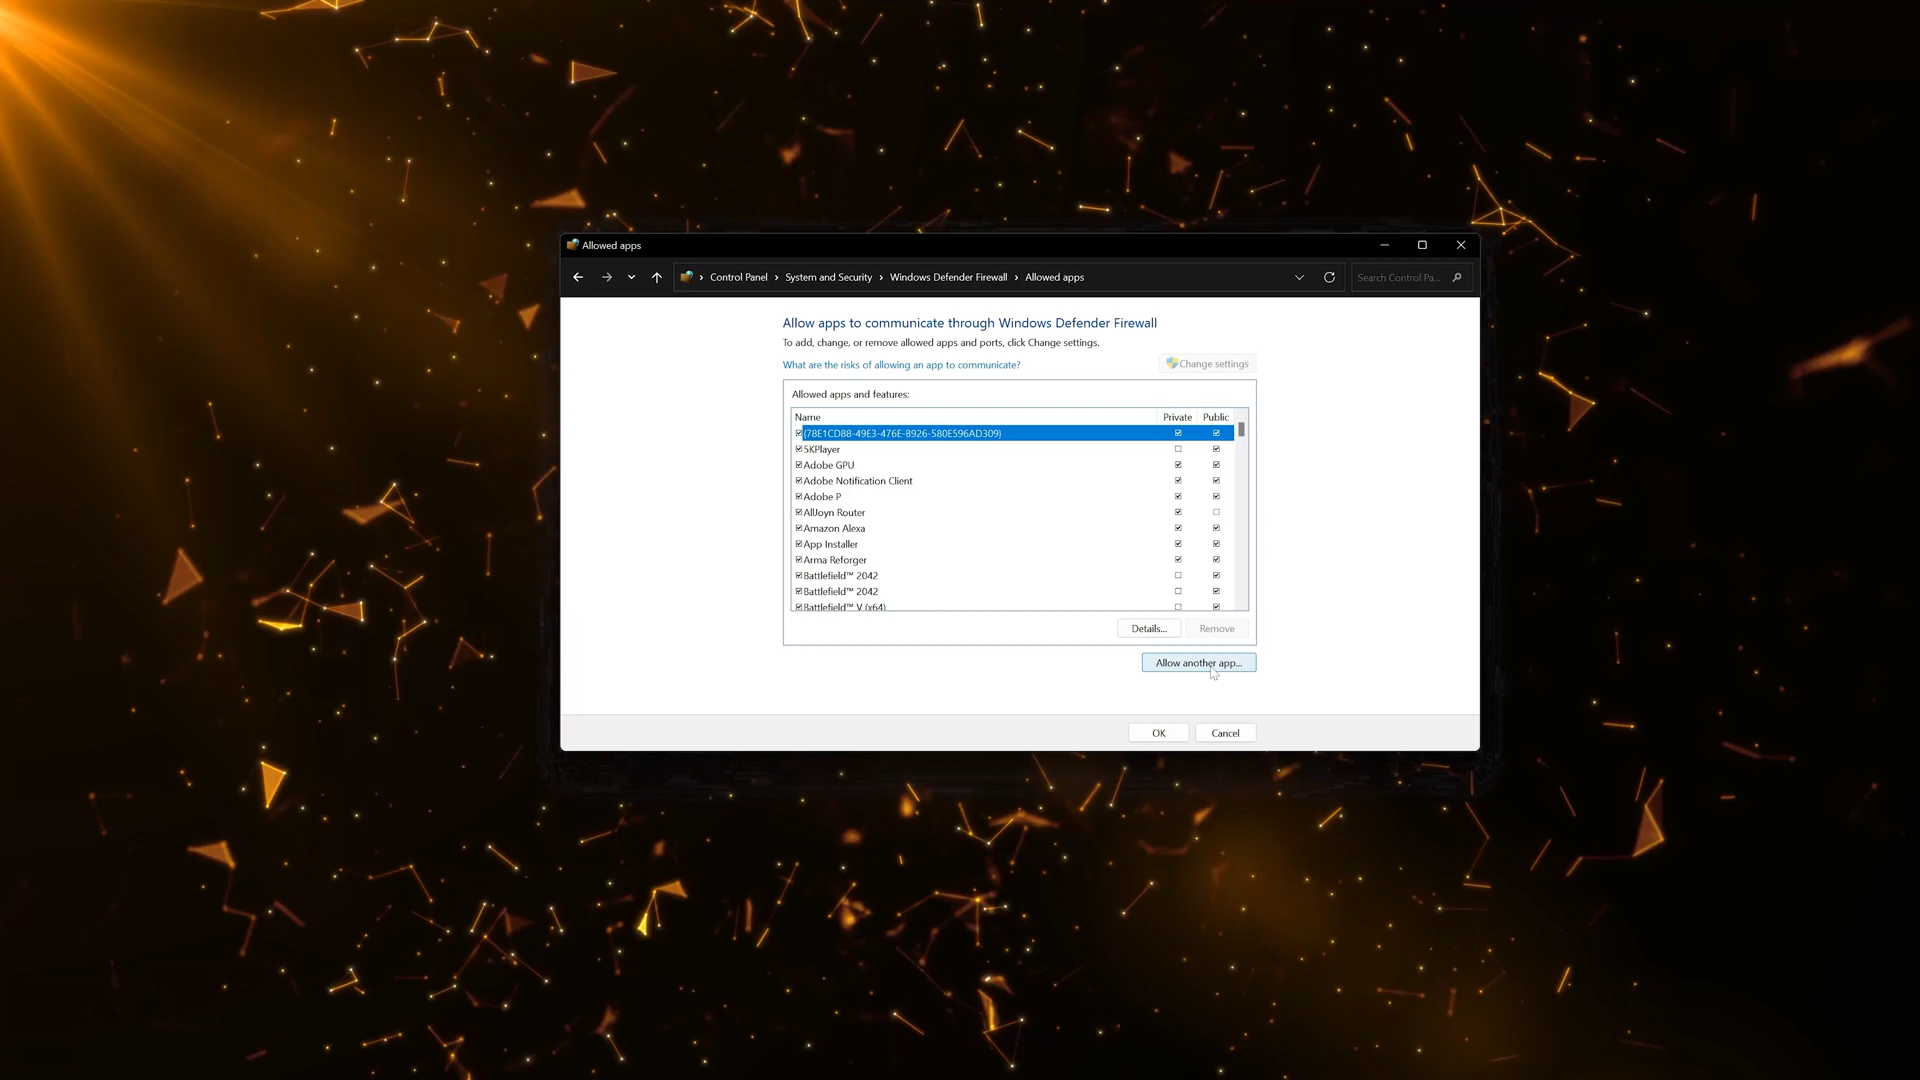 Allowed apps
Control Panel › System and Security › Windows Defender Firewall › Allowed apps
Search Control Pa...
Allow apps to communicate through Windows Defender Firewall
To add, change, or remove allowed apps and ports, click Change settings.
What are the risks of allowing an app to communicate?
Change settings
Allowed apps and features:
Name Private Public
{78E1CD88-49E3-476E-B926-580E596AD309}
5KPlayer
Adobe GPU
Adobe Notification Client
Adobe P
AllJoyn Router
Amazon Alexa
App Installer
Arma Reforger
Battlefield™ 2042
Battlefield™ 2042
Battlefield™ V (x64)
Details... Remove
Allow another app...
OK Cancel